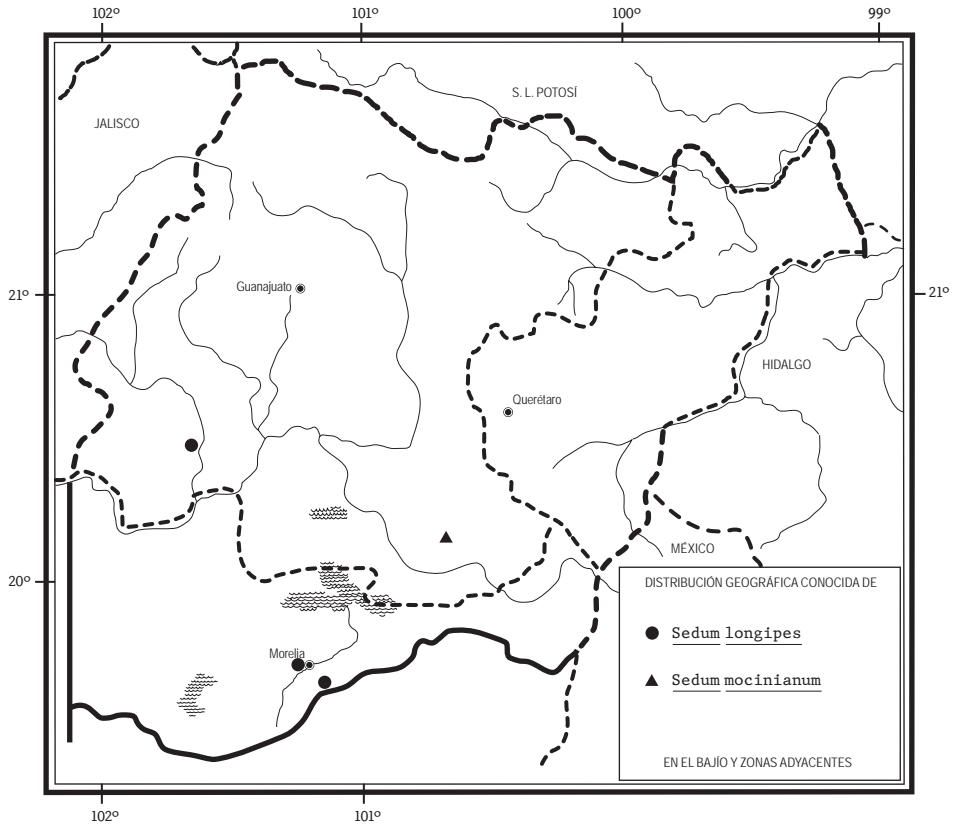 102º 101º 100º 99º
S. L. POTOSÍ
JALISCO
Guanajuato
21º 21º
HIDALGO
Querétaro
MÉXICO
20º
DISTRIBUCIÓN GEOGRÁFICA CONOCIDA DE
Sedum longipes
Morelia
Sedum mocinianum
EN EL BAJÍO Y ZONAS ADYACENTES
102º 101º